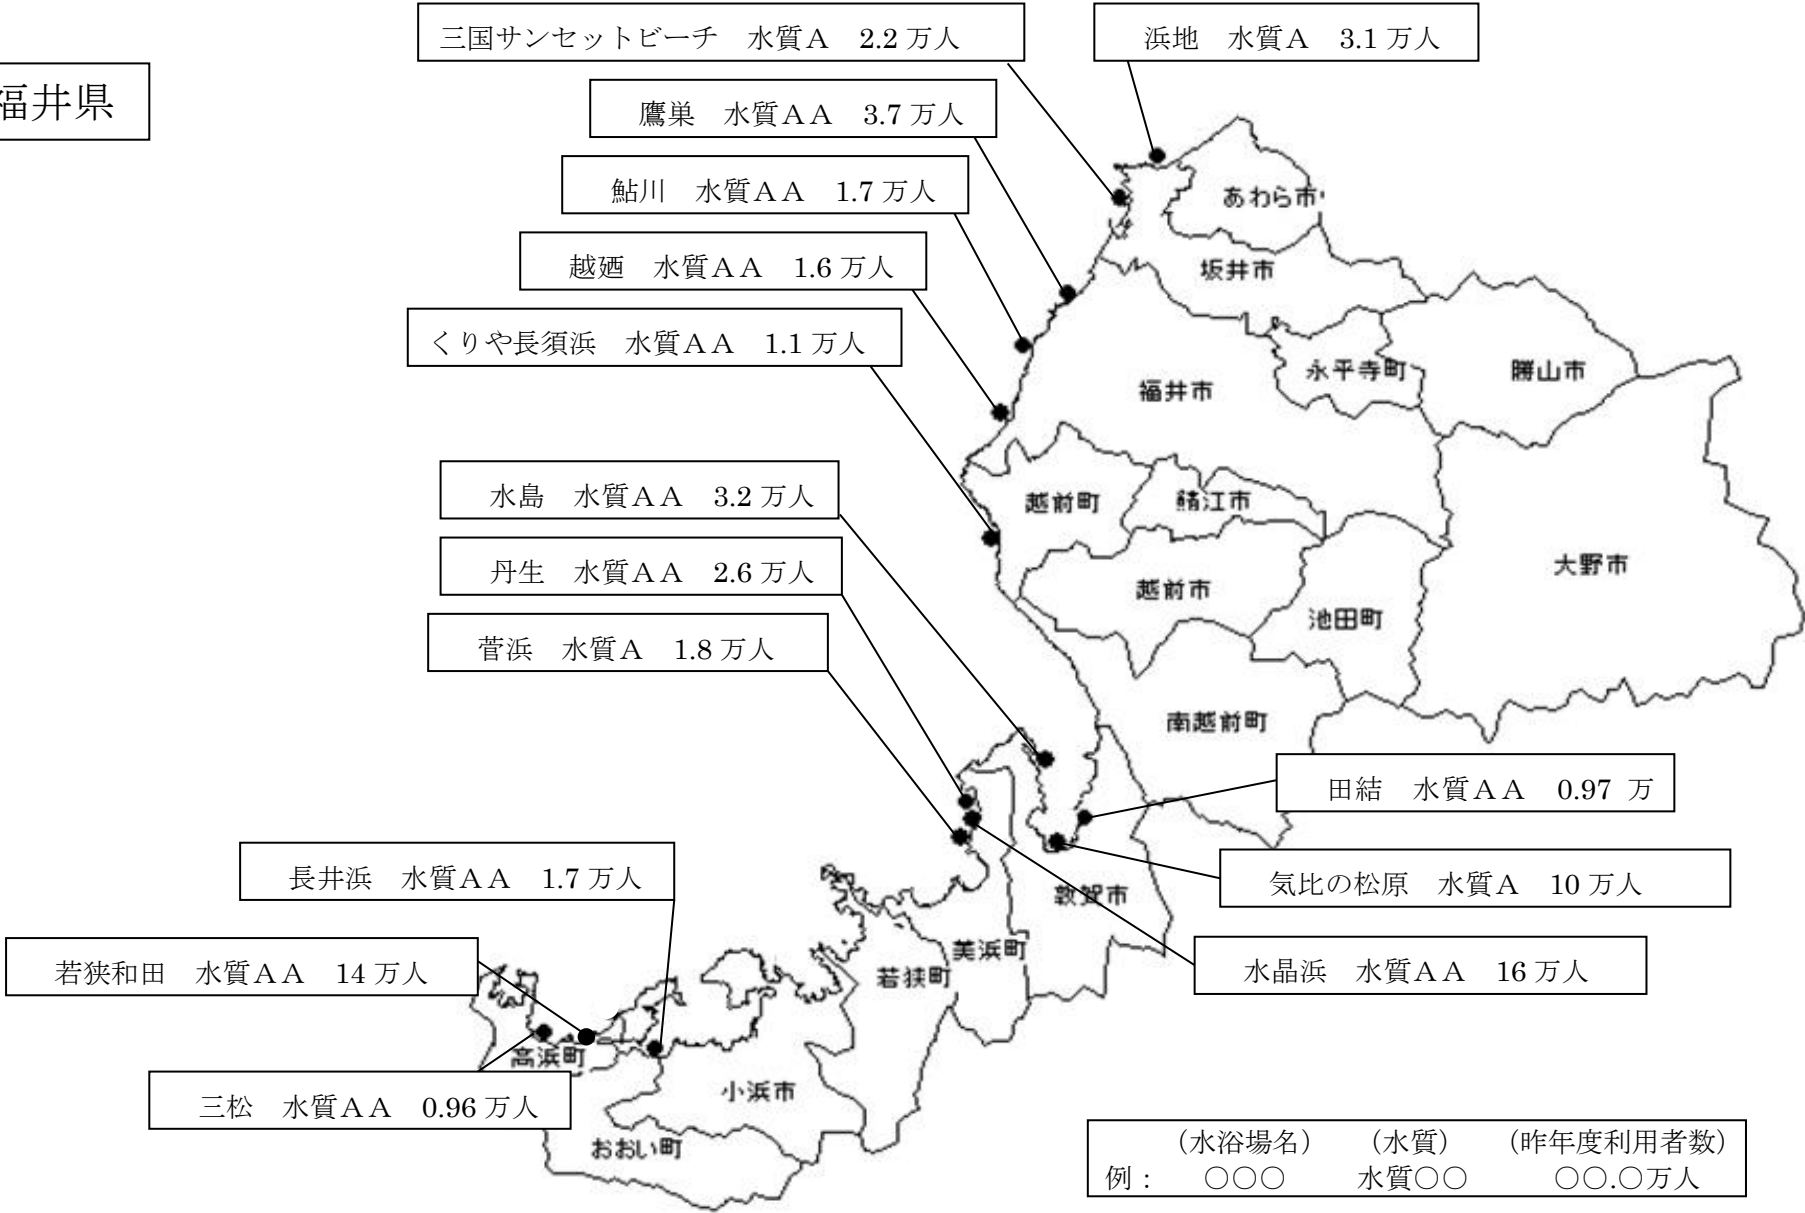 三国サンセットビーチ 水質A 2.2 万人
浜地 水質A 3.1 万人
福井県
鷹巣 水質AA 3.7 万人
鮎川 水質AA 1.7 万人
越廼 水質AA 1.6 万人
くりや長須浜 水質AA 1.1 万人
水島 水質AA 3.2 万人
丹生 水質AA 2.6 万人
菅浜 水質A 1.8 万人
あわら市
坂井市
永平寺町
勝山市
福井市
越前町
鯖江市
大野市
越前市
池田町
南越前町
田結 水質AA 0.97 万
長井浜 水質AA 1.7 万人
気比の松原 水質A 10 万人
敦賀市
美浜町
若狭町
若狭和田 水質AA 14 万人
水晶浜 水質AA 16 万人
高浜町
小浜市
三松 水質AA 0.96 万人
おおい町
(水浴場名) (水質) (昨年度利用者数)
例: ○○○ 水質○○ ○○.○万人